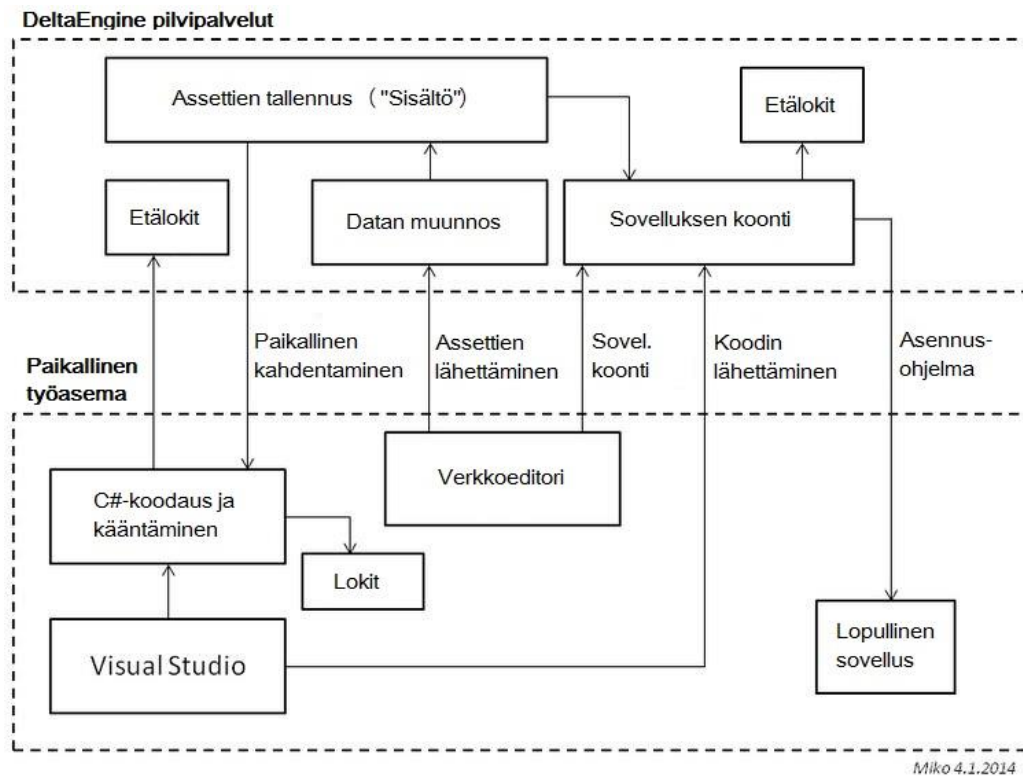 DeltaEngine pilvipalvelut
Assettien tallennus ("Sisältö")
Etälokit
Etälokit
Datan muunnos
Sovelluksen koonti
Paikallinen
työasema
Paikallinen
kahdentaminen
Assettien
lähettäminen
Sovel.
koonti
Koodin
lähettäminen
Asennus-
ohjelma
Verkkoeditori
C#-koodaus ja
kääntäminen
Lokit
Visual Studio
Lopullinen
sovellus
Miko 4.1.2014